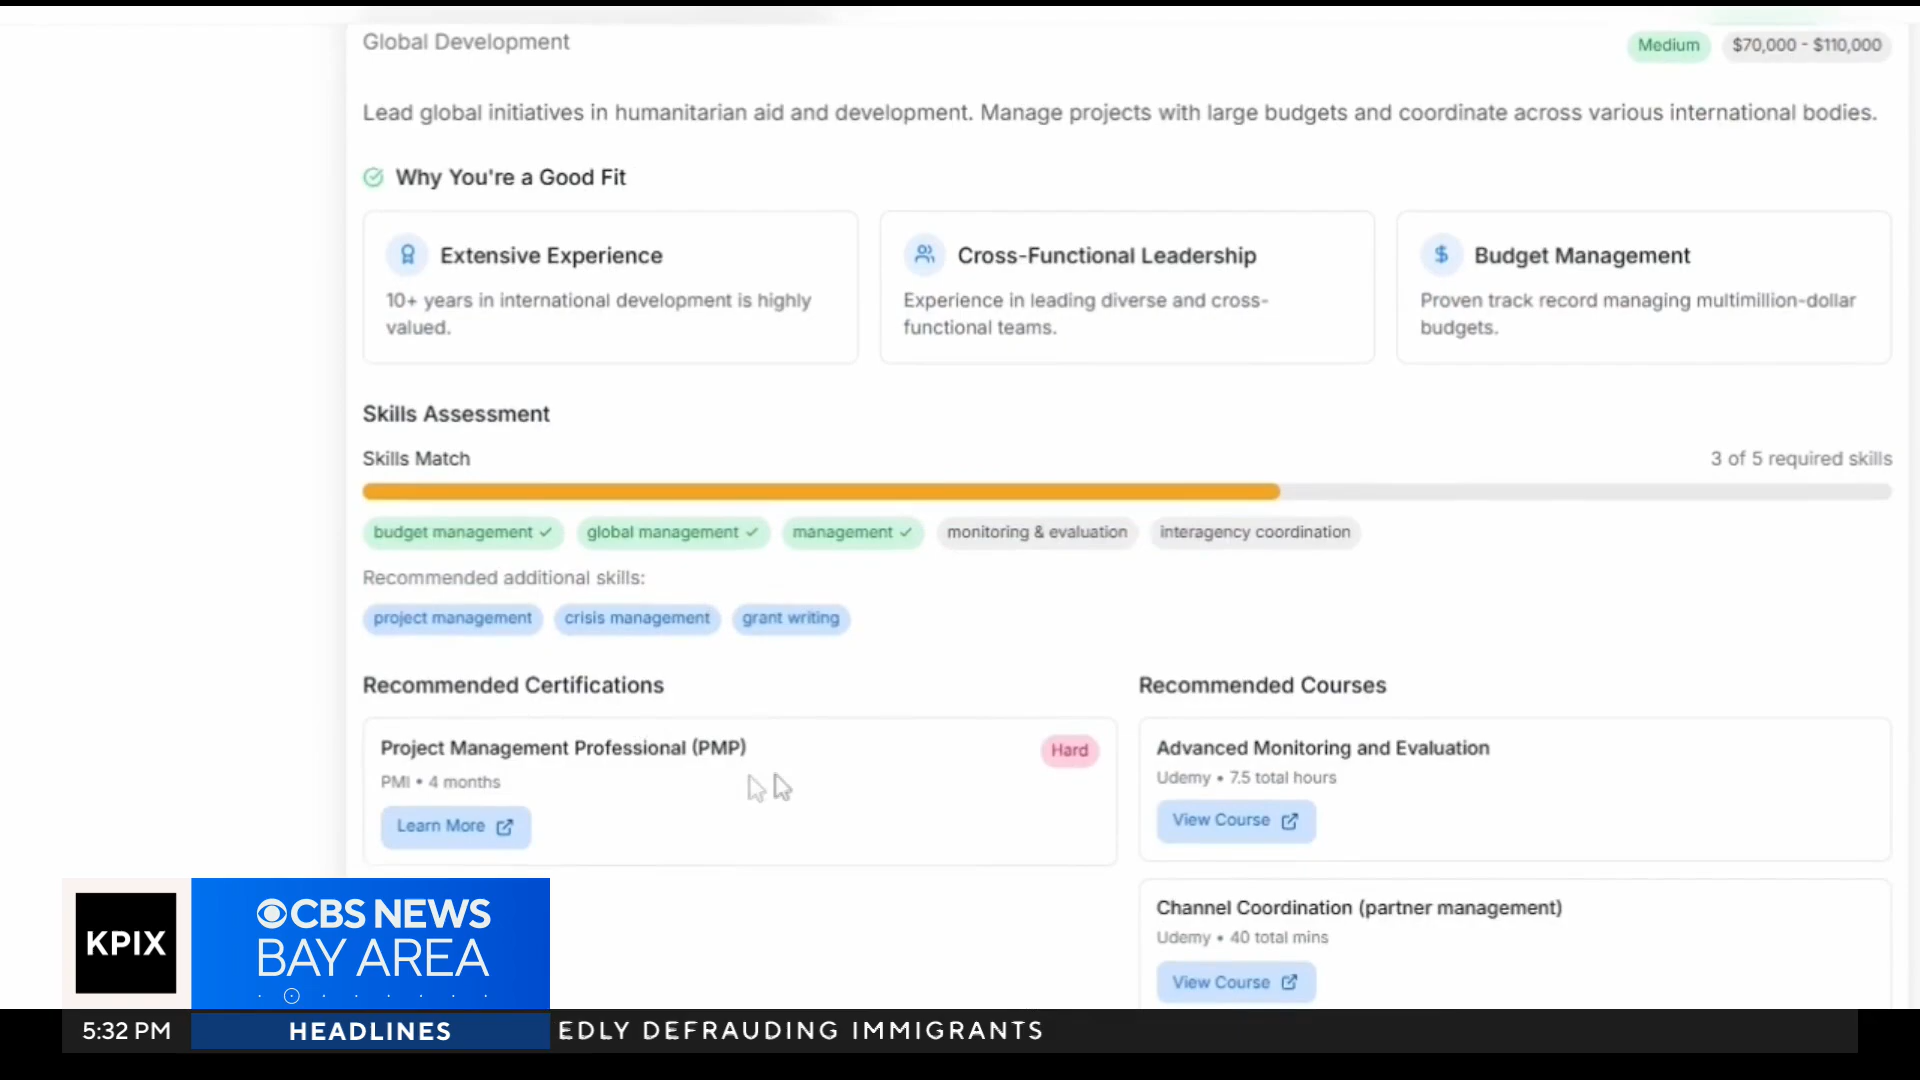 Global Development
Medium
$70,000 - $110,000
Lead global initiatives in humanitarian aid and development. Manage projects with large budgets and coordinate across various international bodies.
Why You're a Good Fit
Extensive Experience
10+ years in international development is highly
valued.
Cross-Functional Leadership
Experience in leading diverse and cross-
functional teams.
Budget Management
Proven track record managing multimillion-dollar
budgets.
Skills Assessment
Skills Match
3 of 5 required skills
budget management ✓
global management ✓
management ✓
monitoring & evaluation
interagency coordination
Recommended additional skills:
project management
crisis management
grant writing
Recommended Certifications
Project Management Professional (PMP)
Hard
PMI • 4 months
Learn More
Recommended Courses
Advanced Monitoring and Evaluation
Udemy • 7.5 total hours
View Course
Channel Coordination (partner management)
Udemy • 40 total mins
View Course
KPIX
CBS NEWS
BAY AREA
5:32 PM
HEADLINES
EDLY DEFRAUDING IMMIGRANTS